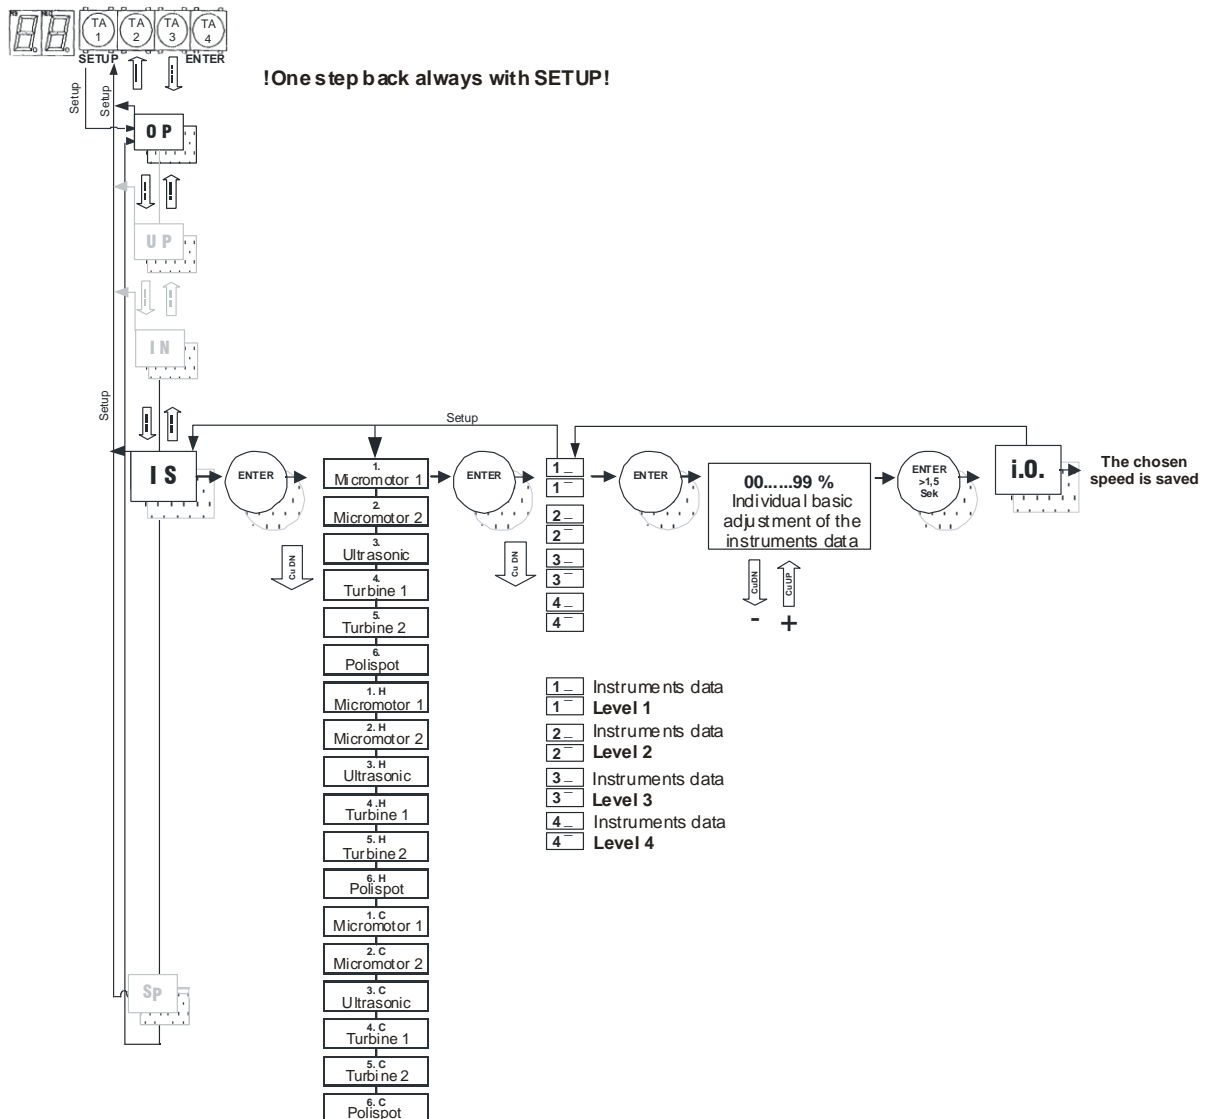 TA 1
TA 2
TA 3
TA 4
SETUP
ENTER
!One step back always with SETUP!
Setup
Setup
OP
UP
IN
Setup
Setup
IS
ENTER
1.
Micromotor 1
2.
Micromotor 2
3.
Ultrasonic
4.
Turbine 1
5.
Turbine 2
6.
Polispot
1. H
Micromotor 1
2. H
Micromotor 2
3. H
Ultrasonic
4 .H
Turbine 1
5. H
Turbine 2
6. H
Polispot
1. C
Micromotor 1
2. C
Micromotor 2
3. C
Ultrasonic
4. C
Turbine 1
5. C
Turbine 2
6. C
Polispot
Cu DN
ENTER
Cu DN
1 _
1 ¯
2 _
2 ¯
3 _
3 ¯
4 _
4 ¯
ENTER
00.....99 %
Individual basic
adjustment of the
instruments data
CuDN
CuUP
- +
ENTER
>1,5
Sek
i.O.
The chosen
speed is saved
1 _ Instruments data
1 ¯ Level 1
2 _ Instruments data
2 ¯ Level 2
3 _ Instruments data
3 ¯ Level 3
4 _ Instruments data
4 ¯ Level 4
Sp